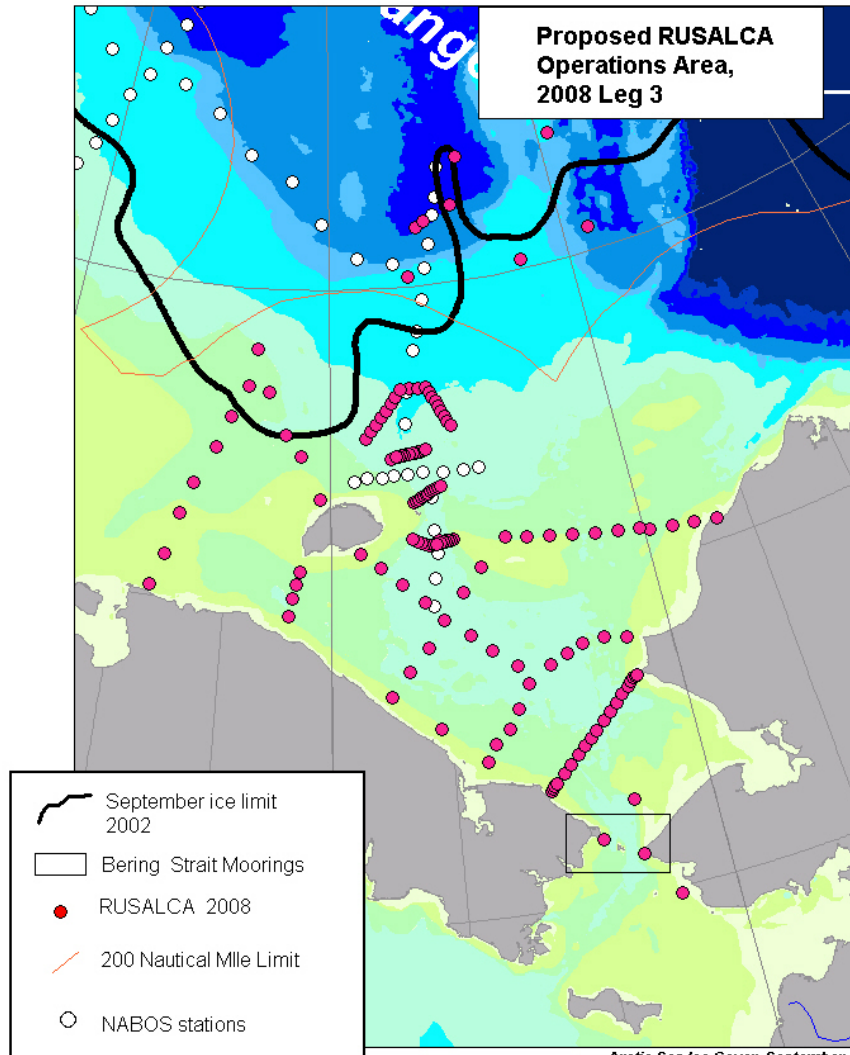 ange
Proposed RUSALCA
Operations Area,
2008 Leg 3
September ice limit
2002
Bering Strait Moorings
RUSALCA 2008
200 Nautical MIle Limit
NABOS stations